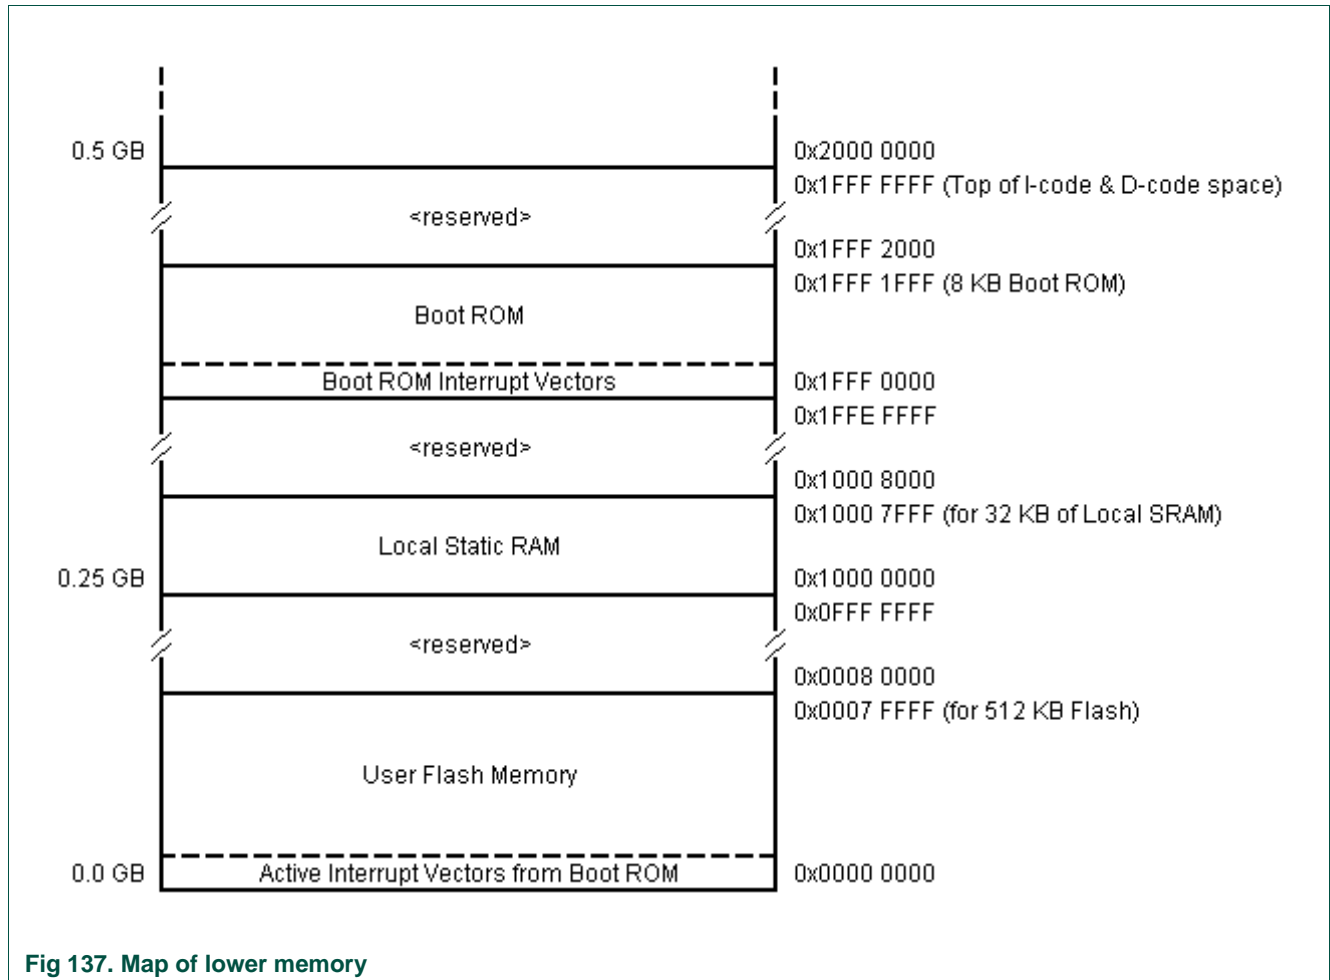 0.5 GB
0x2000 0000
0x1FFF FFFF (Top of I-code & D-code space)
<reserved>
0x1FFF 2000
0x1FFF 1FFF (8 KB Boot ROM)
Boot ROM
Boot ROM Interrupt Vectors
0x1FFF 0000
0x1FFE FFFF
<reserved>
0x1000 8000
0x1000 7FFF (for 32 KB of Local SRAM)
Local Static RAM
0.25 GB
0x1000 0000
0x0FFF FFFF
<reserved>
0x0008 0000
0x0007 FFFF (for 512 KB Flash)
User Flash Memory
0.0 GB
Active Interrupt Vectors from Boot ROM
0x0000 0000
Fig 137. Map of lower memory